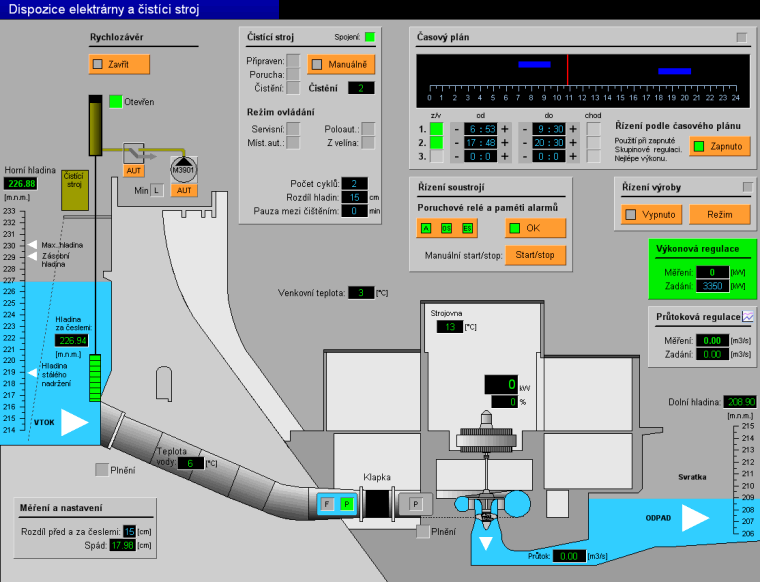 Dispozice elektrárny a čistící stroj
Rychlozávěr
Zavřít
Otevřen
AUT
M3901
Min L AUT
Horní hladina
226.88
[m.n.m.]
Čistící
stroj
233
232
231
230
229
228
227
226
225
224
223
222
221
220
219
218
217
216
215
214
Max. hladina
Zásobní
hladina
Hladina
za česlemi
226.94
[m.n.m.]
Hladina
stálého
nadržení
VTOK
Čistící stroj Spojení:
Připraven:
Manuálně
Porucha:
Čistění: Čistění 2
Režim ovládání
Servisní: Poloaut.:
Míst.aut.: Z velína:
Počet cyklů: 2
Rozdíl hladin: 15 cm
Pauza mezi čištěním: 0 min
Časový plán
0 1 2 3 4 5 6 7 8 9 10 11 12 13 14 15 16 17 18 19 20 21 22 23 24
z/v od do chod
1. - 6 : 53 + - 9 : 30 +
2. - 17 : 48 + - 20 : 30 +
3. - 0 : 0 + - 0 : 0 +
Řízení podle časového plánu
Použití při zapnuté
Skupinové regulaci.
Nejlépe výkonu.
Zapnuto
Řízení soustrojí
Poruchové relé a paměti alarmů
A OS ES OK
Manuální start/stop: Start/stop
Řízení výroby
Vypnuto Režim
Výkonová regulace
Měření: 0 [kW]
Zadání: 3350 [kW]
Průtoková regulace
Měření: 0.00 [m3/s]
Zadání: 0.00 [m3/s]
Venkovní teplota: 3 [°C]
Strojovna
13 [°C]
0 kW
0 %
Dolní hladina: 208.90
[m.n.m.]
215
214
213
212
211
210
209
208
207
206
Svratka
ODPAD
Teplota
vody: 6 [°C]
Plnění
Klapka
F P P
Plnění
Průtok: 0.00 [m3/s]
Měření a nastavení
Rozdíl před a za česlemi: 15 [cm]
Spád: 17.98 [cm]